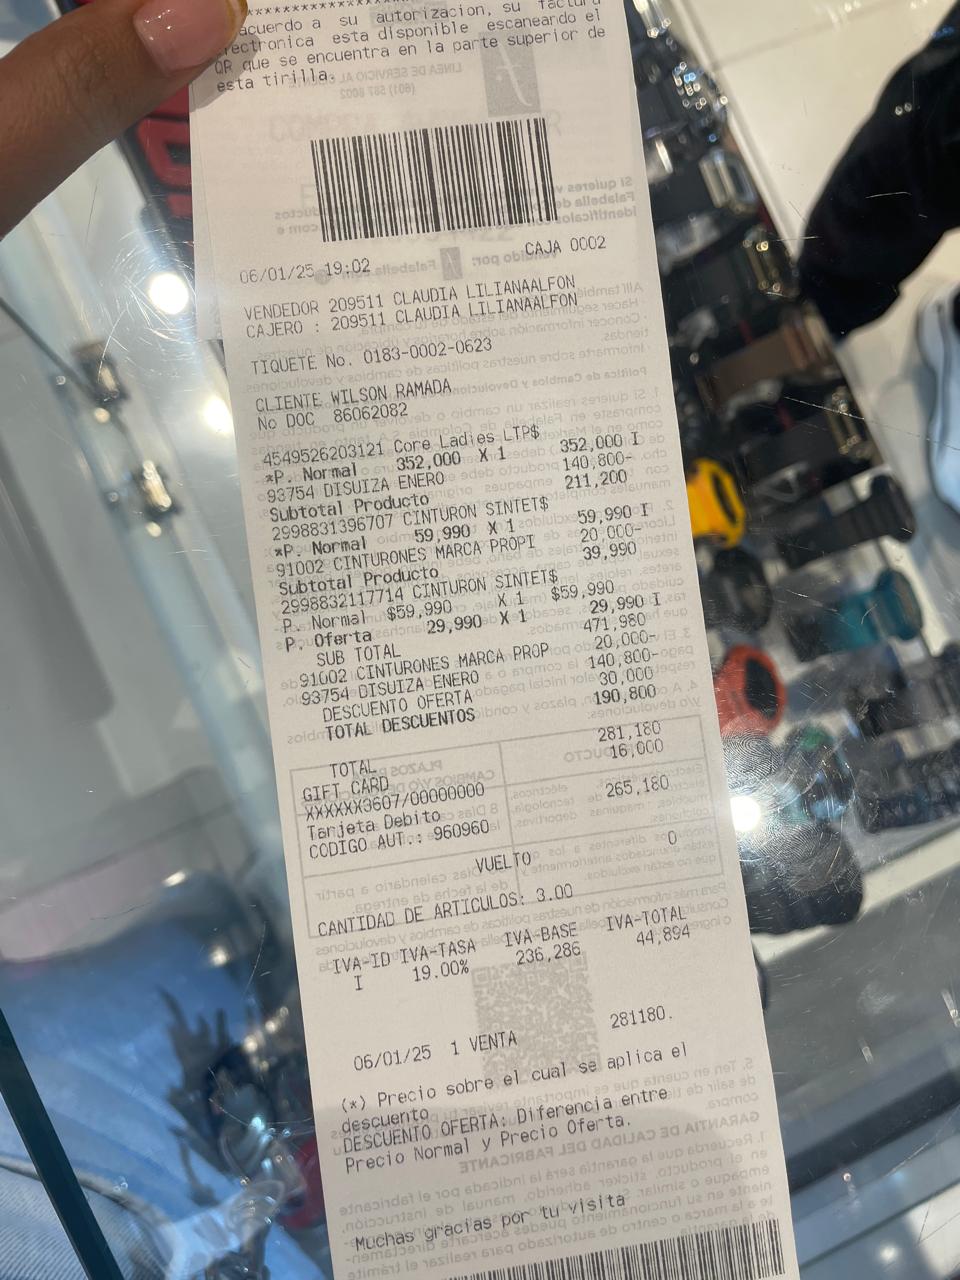 acuerdo a su autorizacion, su factura
ectronica esta disponible escaneando el
QR que se encuentra en la parte superior de
esta tirilla.
06/01/25 19:02 CAJA 0002
VENDEDOR 209511 CLAUDIA LILIANAALFON
CAJERO : 209511 CLAUDIA LILIANAALFON
TIQUETE No. 0183-0002-0623
CLIENTE WILSON RAMADA
No DOC 86062082
4549526203121 Core Ladies LTP$
*P. Normal 352,000 X 1 352,000 I
93754 DISUIZA ENERO 140,800-
Subtotal Producto 211,200
2998831396707 CINTURON SINTET$
*P. Normal 59,990 X 1 59,990 I
91002 CINTURONES MARCA PROPI 20,000-
Subtotal Producto 39,990
2998832117714 CINTURON SINTET$
P. Normal $59,990 X 1 $59,990
P. Oferta 29,990 X 1 29,990 I
SUB TOTAL 471,980
91002 CINTURONES MARCA PROP 20,000-
93754 DISUIZA ENERO 140,800-
DESCUENTO OFERTA 30,000
TOTAL DESCUENTOS 190,800
TOTAL 281,180
GIFT CARD 16,000
XXXXXX3607/00000000
Tarjeta Debito 265,180
CODIGO AUT.: 960960
VUELTO 0
CANTIDAD DE ARTICULOS: 3.00
IVA-ID IVA-TASA IVA-BASE IVA-TOTAL
I 19.00% 236,286 44,894
06/01/25 1 VENTA 281180.
(*) Precio sobre el cual se aplica el
descuento
DESCUENTO OFERTA: Diferencia entre
Precio Normal y Precio Oferta.
Muchas gracias por tu visita